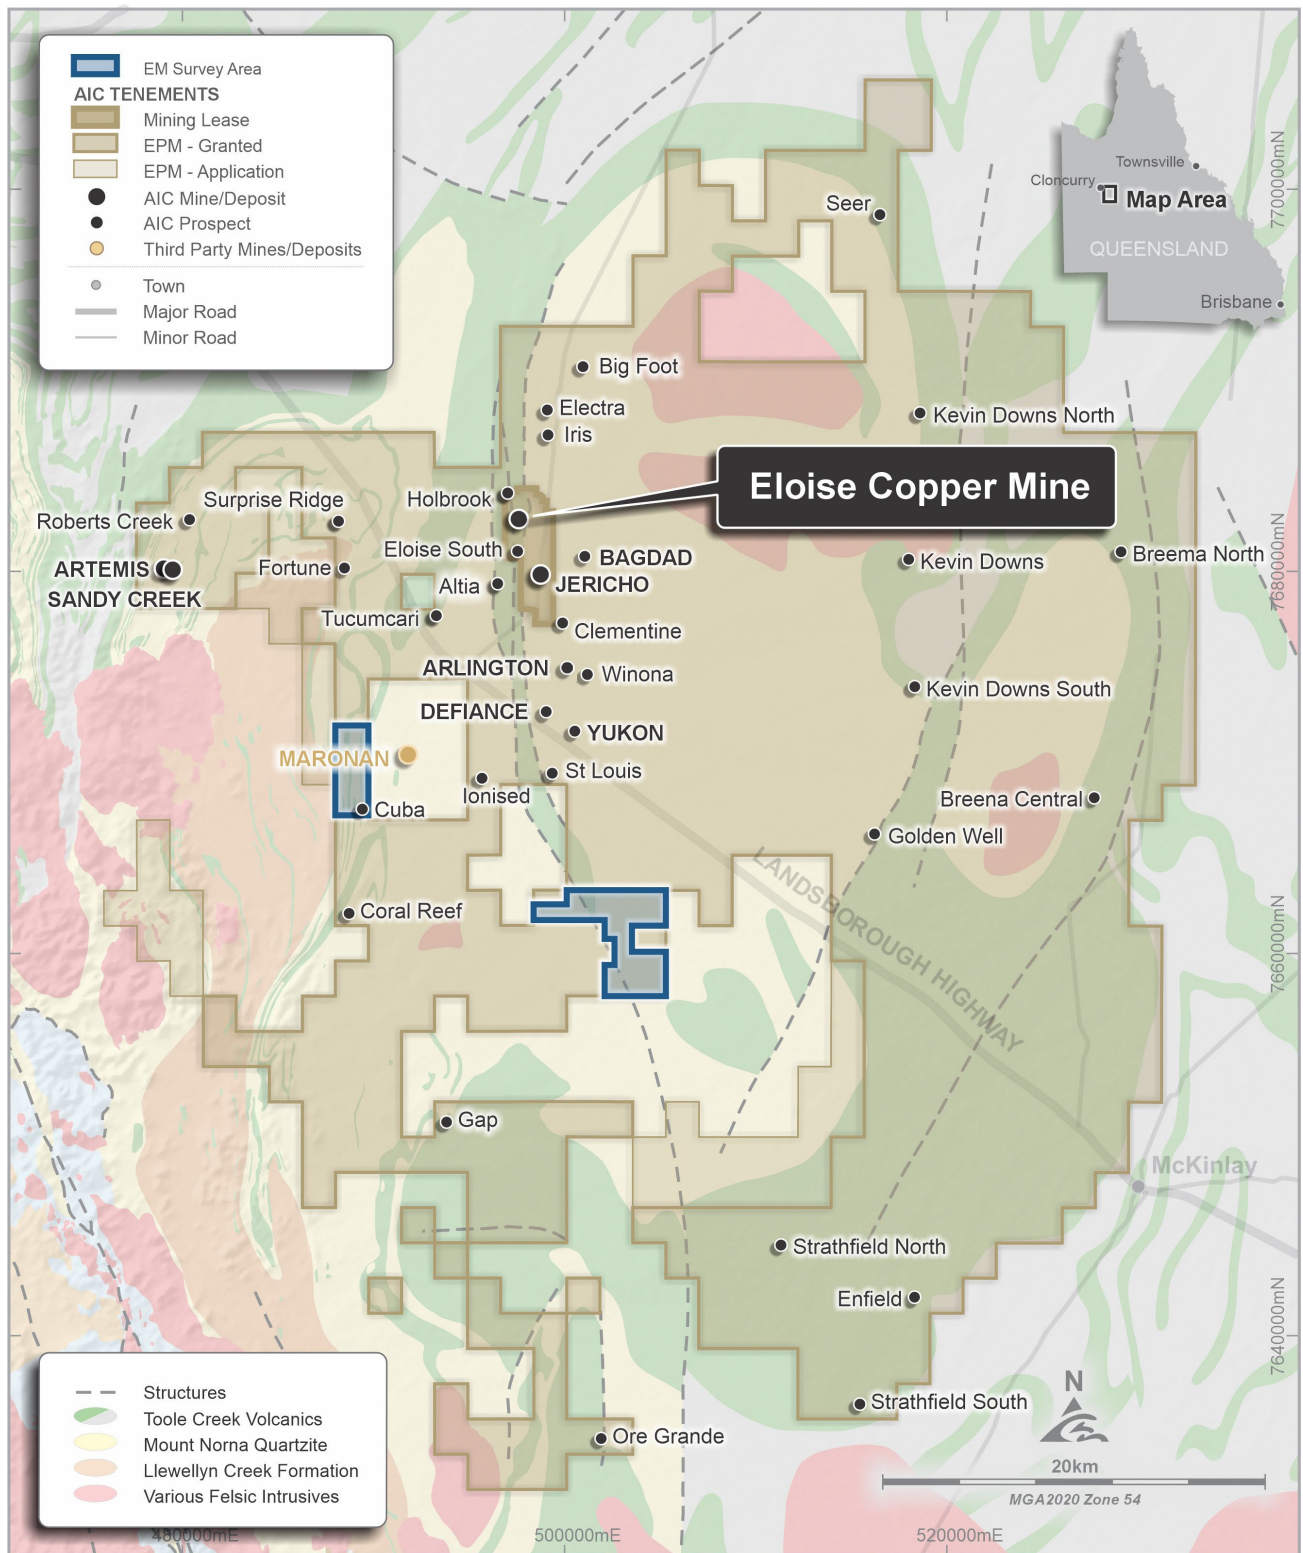 EM Survey Area
AIC TENEMENTS
Mining Lease
EPM - Granted
EPM - Application
AIC Mine/Deposit
AIC Prospect
Third Party Mines/Deposits
Town
Major Road
Minor Road
Townsville
Cloncurry
Map Area
QUEENSLAND
Brisbane
7700000mN
Seer
Big Foot
Electra
Iris
Kevin Downs North
Eloise Copper Mine
Surprise Ridge
Holbrook
Roberts Creek
Eloise South
BAGDAD
Kevin Downs
Breema North
ARTEMIS
Fortune
Altia
JERICHO
SANDY CREEK
7680000mN
Tucumcari
Clementine
ARLINGTON
Winona
Kevin Downs South
DEFIANCE
YUKON
MARONAN
St Louis
Ionised
Cuba
Breena Central
Golden Well
LANDSBOROUGH HIGHWAY
Coral Reef
7660000mN
Gap
McKinlay
Strathfield North
Enfield
7640000mN
Strathfield South
Ore Grande
Structures
Toole Creek Volcanics
Mount Norna Quartzite
Llewellyn Creek Formation
Various Felsic Intrusives
N
20km
MGA2020 Zone 54
480000mE
500000mE
520000mE